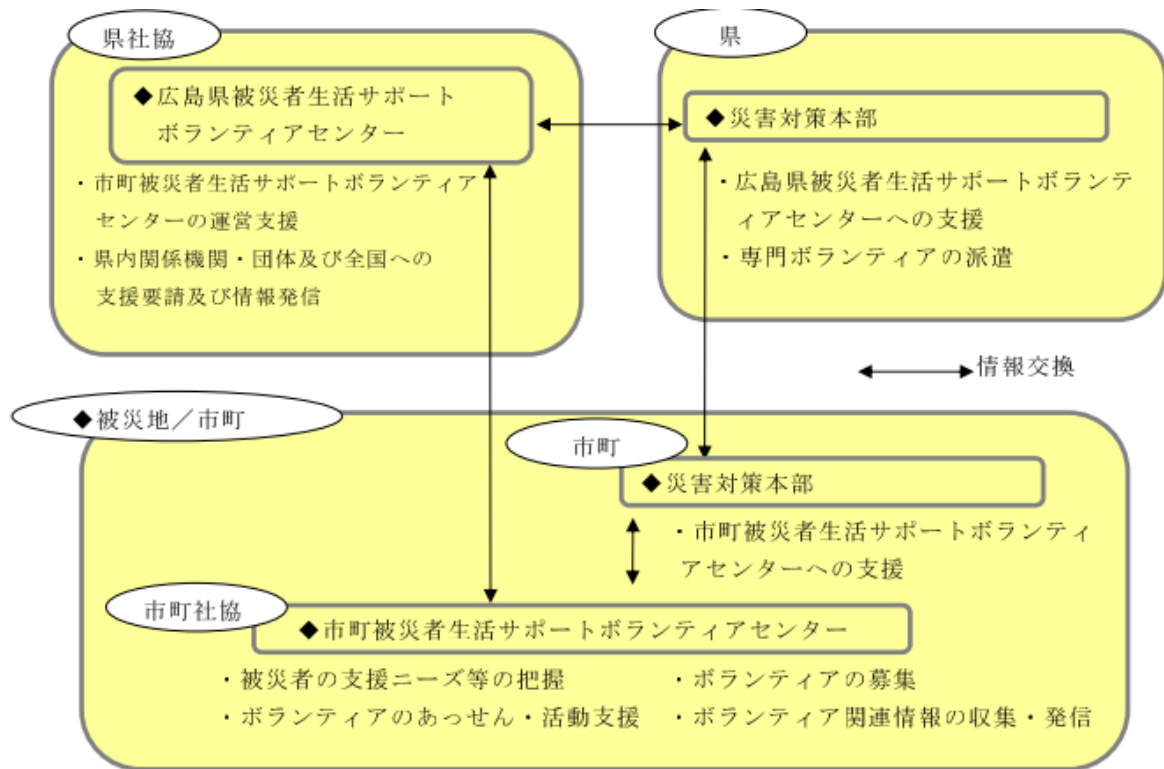 県社協
◆広島県被災者生活サポート
ボランティアセンター
・市町被災者生活サポートボランティア
センターの運営支援
・県内関係機関・団体及び全国への
支援要請及び情報発信
県
◆災害対策本部
・広島県被災者生活サポートボランテ
ィアセンターへの支援
・専門ボランティアの派遣
情報交換
◆被災地／市町
市町
◆災害対策本部
・市町被災者生活サポートボランティ
アセンターへの支援
市町社協
◆市町被災者生活サポートボランティアセンター
・被災者の支援ニーズ等の把握
・ボランティアの募集
・ボランティアのあっせん・活動支援
・ボランティア関連情報の収集・発信